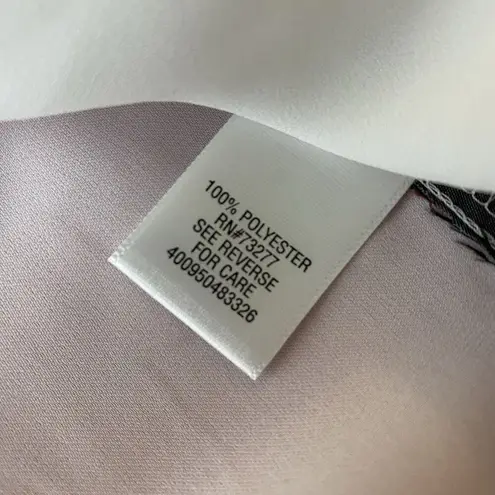 100% POLYESTER
RN#73277
SEE REVERSE
FOR CARE
400950483326